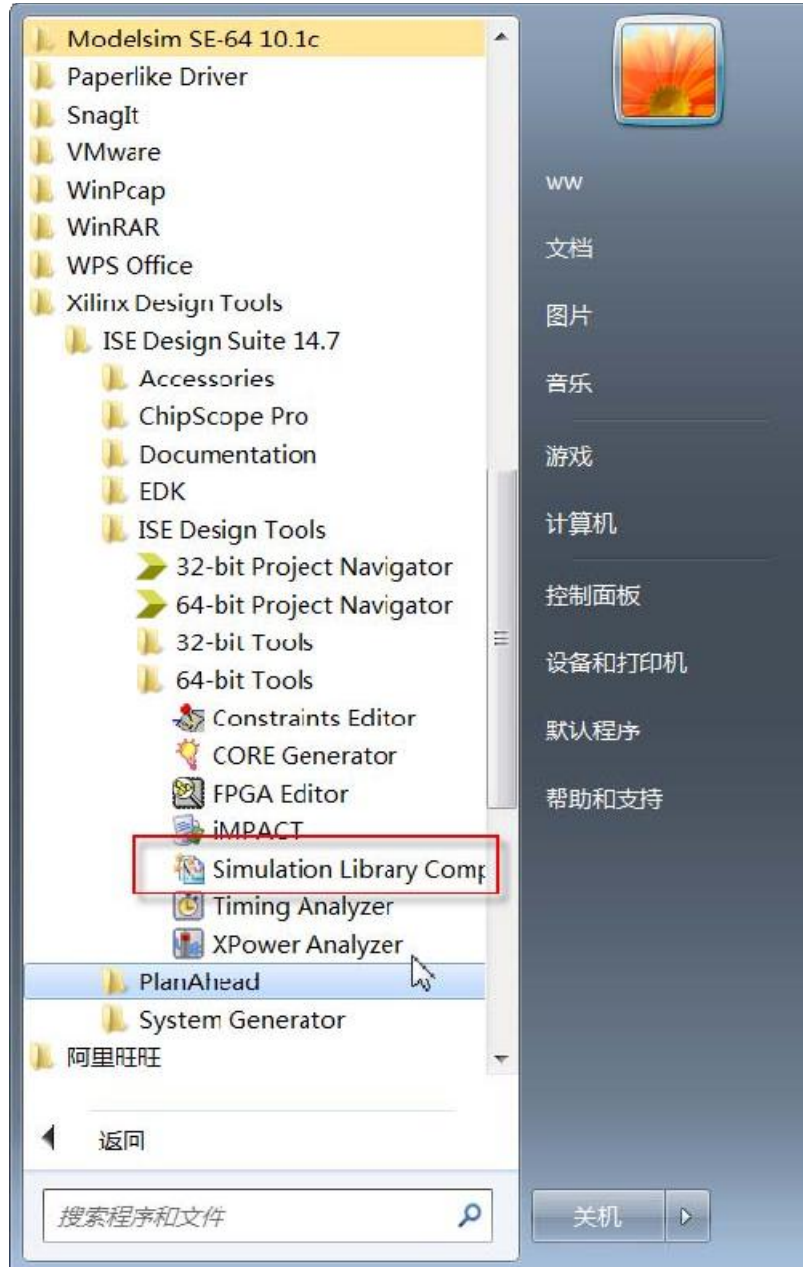 Modelsim SE-64 10.1c
Paperlike Driver
SnagIt
VMware
WinPcap
WinRAR
WPS Office
Xilinx Design Tools
ISE Design Suite 14.7
Accessories
ChipScope Pro
Documentation
EDK
ISE Design Tools
32-bit Project Navigator
64-bit Project Navigator
32-bit Tools
64-bit Tools
Constraints Editor
CORE Generator
FPGA Editor
iMPACT
Simulation Library Comp
Timing Analyzer
XPower Analyzer
PlanAhead
System Generator
阿里旺旺
返回
搜索程序和文件
ww
文档
图片
音乐
游戏
计算机
控制面板
设备和打印机
默认程序
帮助和支持
关机